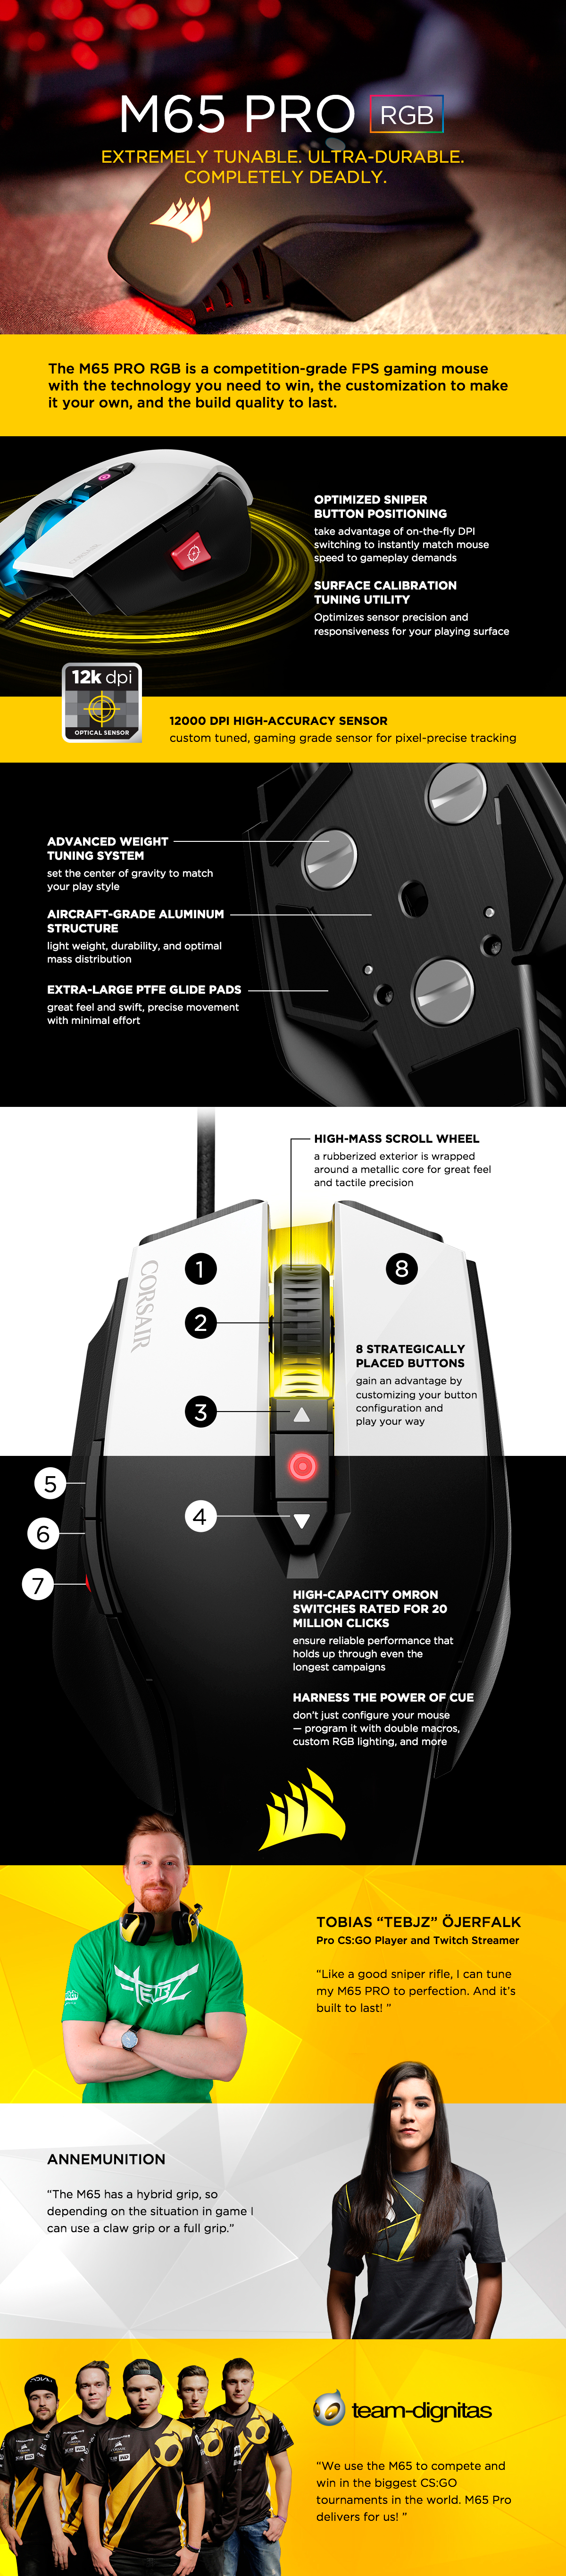 M65 PRO RGB
EXTREMELY TUNABLE. ULTRA-DURABLE.
COMPLETELY DEADLY.
The M65 PRO RGB is a competition-grade FPS gaming mouse
with the technology you need to win, the customization to make
it your own, and the build quality to last.
OPTIMIZED SNIPER
BUTTON POSITIONING
take advantage of on-the-fly DPI
switching to instantly match mouse
speed to gameplay demands
SURFACE CALIBRATION
TUNING UTILITY
Optimizes sensor precision and
responsiveness for your playing surface
12k dpi
OPTICAL SENSOR
12000 DPI HIGH-ACCURACY SENSOR
custom tuned, gaming grade sensor for pixel-precise tracking
ADVANCED WEIGHT
TUNING SYSTEM
set the center of gravity to match
your play style
AIRCRAFT-GRADE ALUMINUM
STRUCTURE
light weight, durability, and optimal
mass distribution
EXTRA-LARGE PTFE GLIDE PADS
great feel and swift, precise movement
with minimal effort
HIGH-MASS SCROLL WHEEL
a rubberized exterior is wrapped
around a metallic core for great feel
and tactile precision
CORSAIR
1
8
2
8 STRATEGICALLY
PLACED BUTTONS
gain an advantage by
customizing your button
configuration and
play your way
3
5
4
6
7
HIGH-CAPACITY OMRON
SWITCHES RATED FOR 20
MILLION CLICKS
ensure reliable performance that
holds up through even the
longest campaigns
HARNESS THE POWER OF CUE
don't just configure your mouse
— program it with double macros,
custom RGB lighting, and more
TOBIAS “TEBJZ” ÖJERFALK
Pro CS:GO Player and Twitch Streamer
“Like a good sniper rifle, I can tune
my M65 PRO to perfection. And it's
built to last! ”
TEBJZ
ANNEMUNITION
“The M65 has a hybrid grip, so
depending on the situation in game I
can use a claw grip or a full grip.”
team-dignitas
“We use the M65 to compete and
win in the biggest CS:GO
tournaments in the world. M65 Pro
delivers for us! ”